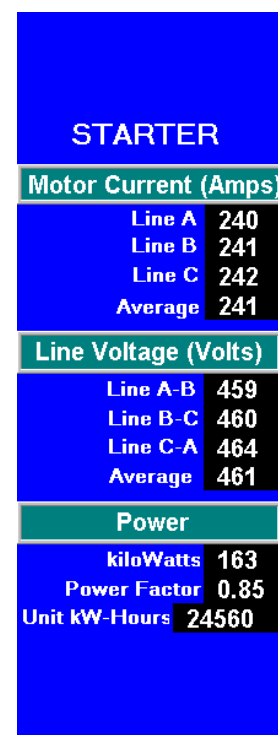 STARTER
Motor Current (Amps)
Line A 240
Line B 241
Line C 242
Average 241
Line Voltage (Volts)
Line A-B 459
Line B-C 460
Line C-A 464
Average 461
Power
kiloWatts 163
Power Factor 0.85
Unit kW-Hours 24560